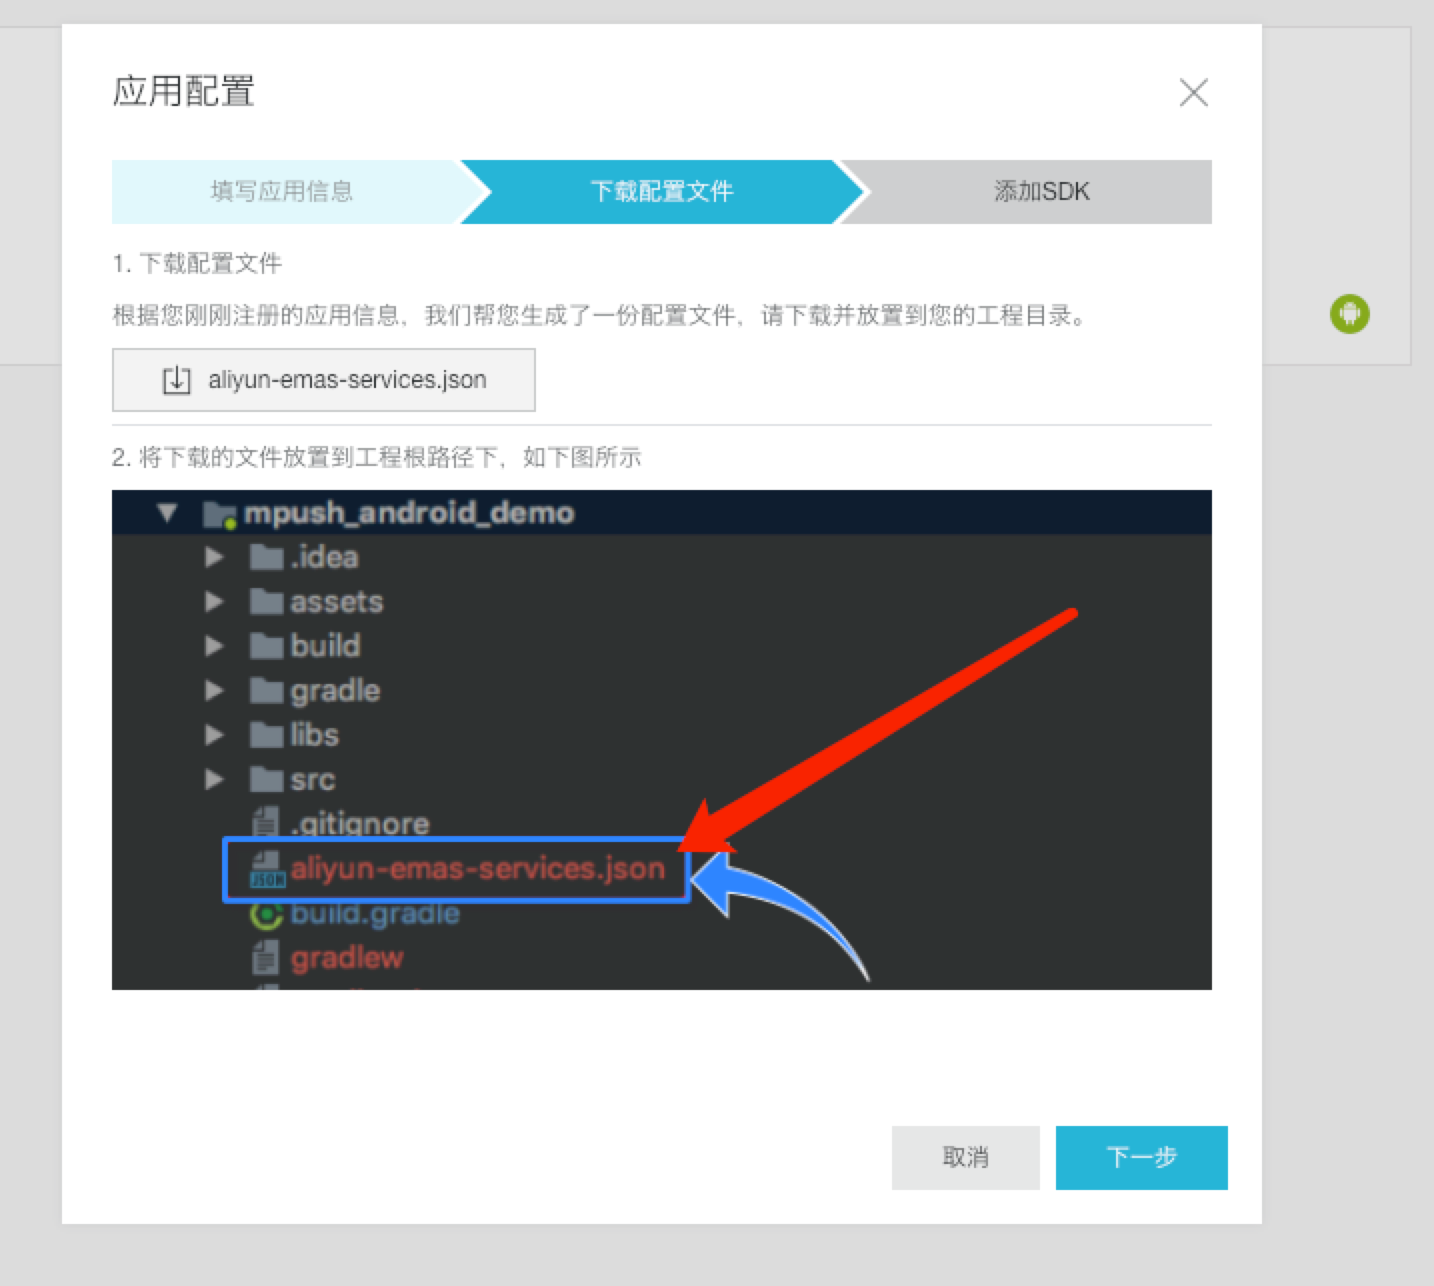 应用配置
填写应用信息
下载配置文件
添加SDK
1. 下载配置文件
根据您刚刚注册的应用信息，我们帮您生成了一份配置文件，请下载并放置到您的工程目录。
aliyun-emas-services.json
2. 将下载的文件放置到工程根路径下，如下图所示
mpush_android_demo
.idea
assets
build
gradle
libs
src
.gitignore
aliyun-emas-services.json
JSON
build.gradle
gradlew
取消
下一步